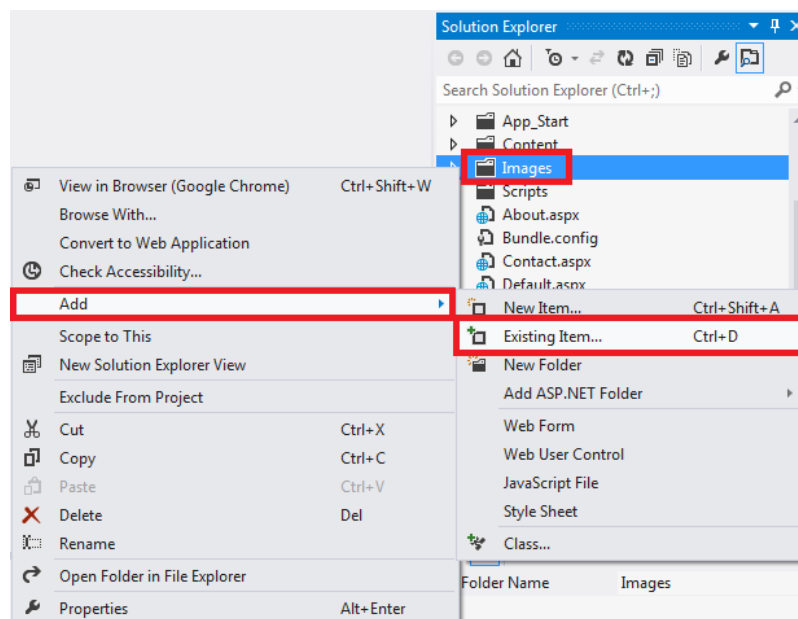 Solution Explorer
Search Solution Explorer (Ctrl+;)
App_Start
Content
Images
Scripts
About.aspx
Bundle.config
Contact.aspx
Default.aspx
View in Browser (Google Chrome) Ctrl+Shift+W
Browse With...
Convert to Web Application
Check Accessibility...
Add
Scope to This
New Solution Explorer View
Exclude From Project
Cut Ctrl+X
Copy Ctrl+C
Paste Ctrl+V
Delete Del
Rename
Open Folder in File Explorer
Properties Alt+Enter
New Item... Ctrl+Shift+A
Existing Item... Ctrl+D
New Folder
Add ASP.NET Folder
Web Form
Web User Control
JavaScript File
Style Sheet
Class...
Folder Name Images